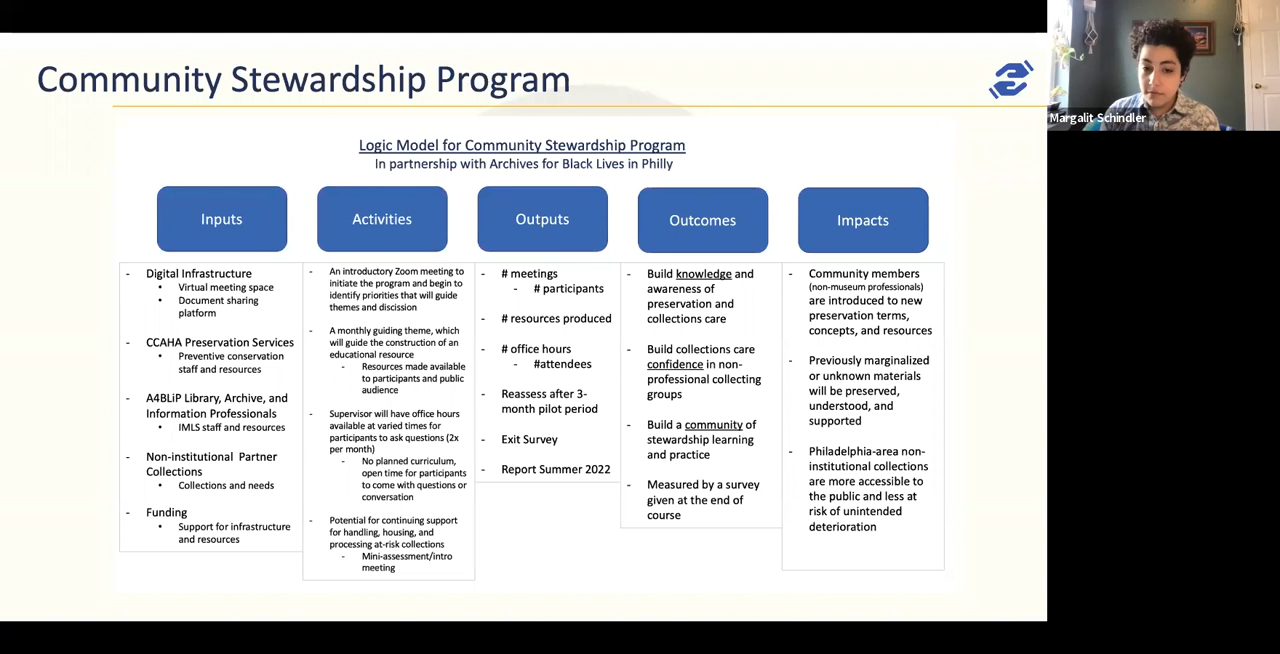 Community Stewardship Program
Margalit Schindler
Logic Model for Community Stewardship Program
In partnership with Archives for Black Lives in Philly
Inputs
- Digital Infrastructure
• Virtual meeting space
• Document sharing
platform
- CCAHA Preservation Services
• Preventive conservation
staff and resources
- A4BLiP Library, Archive, and
Information Professionals
• IMLS staff and resources
- Non-institutional Partner
Collections
• Collections and needs
- Funding
• Support for infrastructure
and resources
Activities
- An introductory Zoom meeting to
initiate the program and begin to
identify priorities that will guide
themes and discission
- A monthly guiding theme, which
will guide the construction of an
educational resource
- Resources made available
to participants and public
audience
- Supervisor will have office hours
available at varied times for
participants to ask questions (2x
per month)
- No planned curriculum,
open time for participants
to come with questions or
conversation
- Potential for continuing support
for handling, housing, and
processing at-risk collections
- Mini-assessment/intro
meeting
Outputs
- # meetings
- # participants
- # resources produced
- # office hours
- #attendees
- Reassess after 3-
month pilot period
- Exit Survey
- Report Summer 2022
Outcomes
- Build knowledge and
awareness of
preservation and
collections care
- Build collections care
confidence in non-
professional collecting
groups
- Build a community of
stewardship learning
and practice
- Measured by a survey
given at the end of
course
Impacts
- Community members
(non-museum professionals)
are introduced to new
preservation terms,
concepts, and resources
- Previously marginalized
or unknown materials
will be preserved,
understood, and
supported
- Philadelphia-area non-
institutional collections
are more accessible to
the public and less at
risk of unintended
deterioration